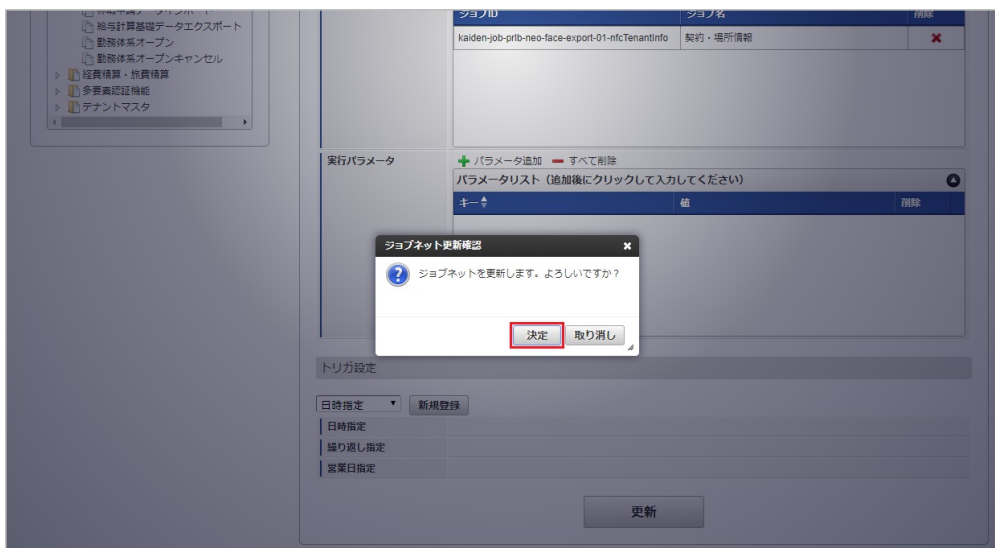 給与計算基礎データエクスポート
勤務体系オープン
勤務体系オープンキャンセル
経費精算・旅費精算
多要素認証機能
テナントマスタ
ジョブID ジョブ名 削除
kaiden-job-prlb-neo-face-export-01-nfcTenantInfo 契約・場所情報
実行パラメータ
パラメータ追加 すべて削除
パラメータリスト（追加後にクリックして入力してください）
キー 値 削除
ジョブネット更新確認
ジョブネットを更新します。よろしいですか？
決定 取り消し
トリガ設定
日時指定 新規登録
日時指定
繰り返し指定
営業日指定
更新